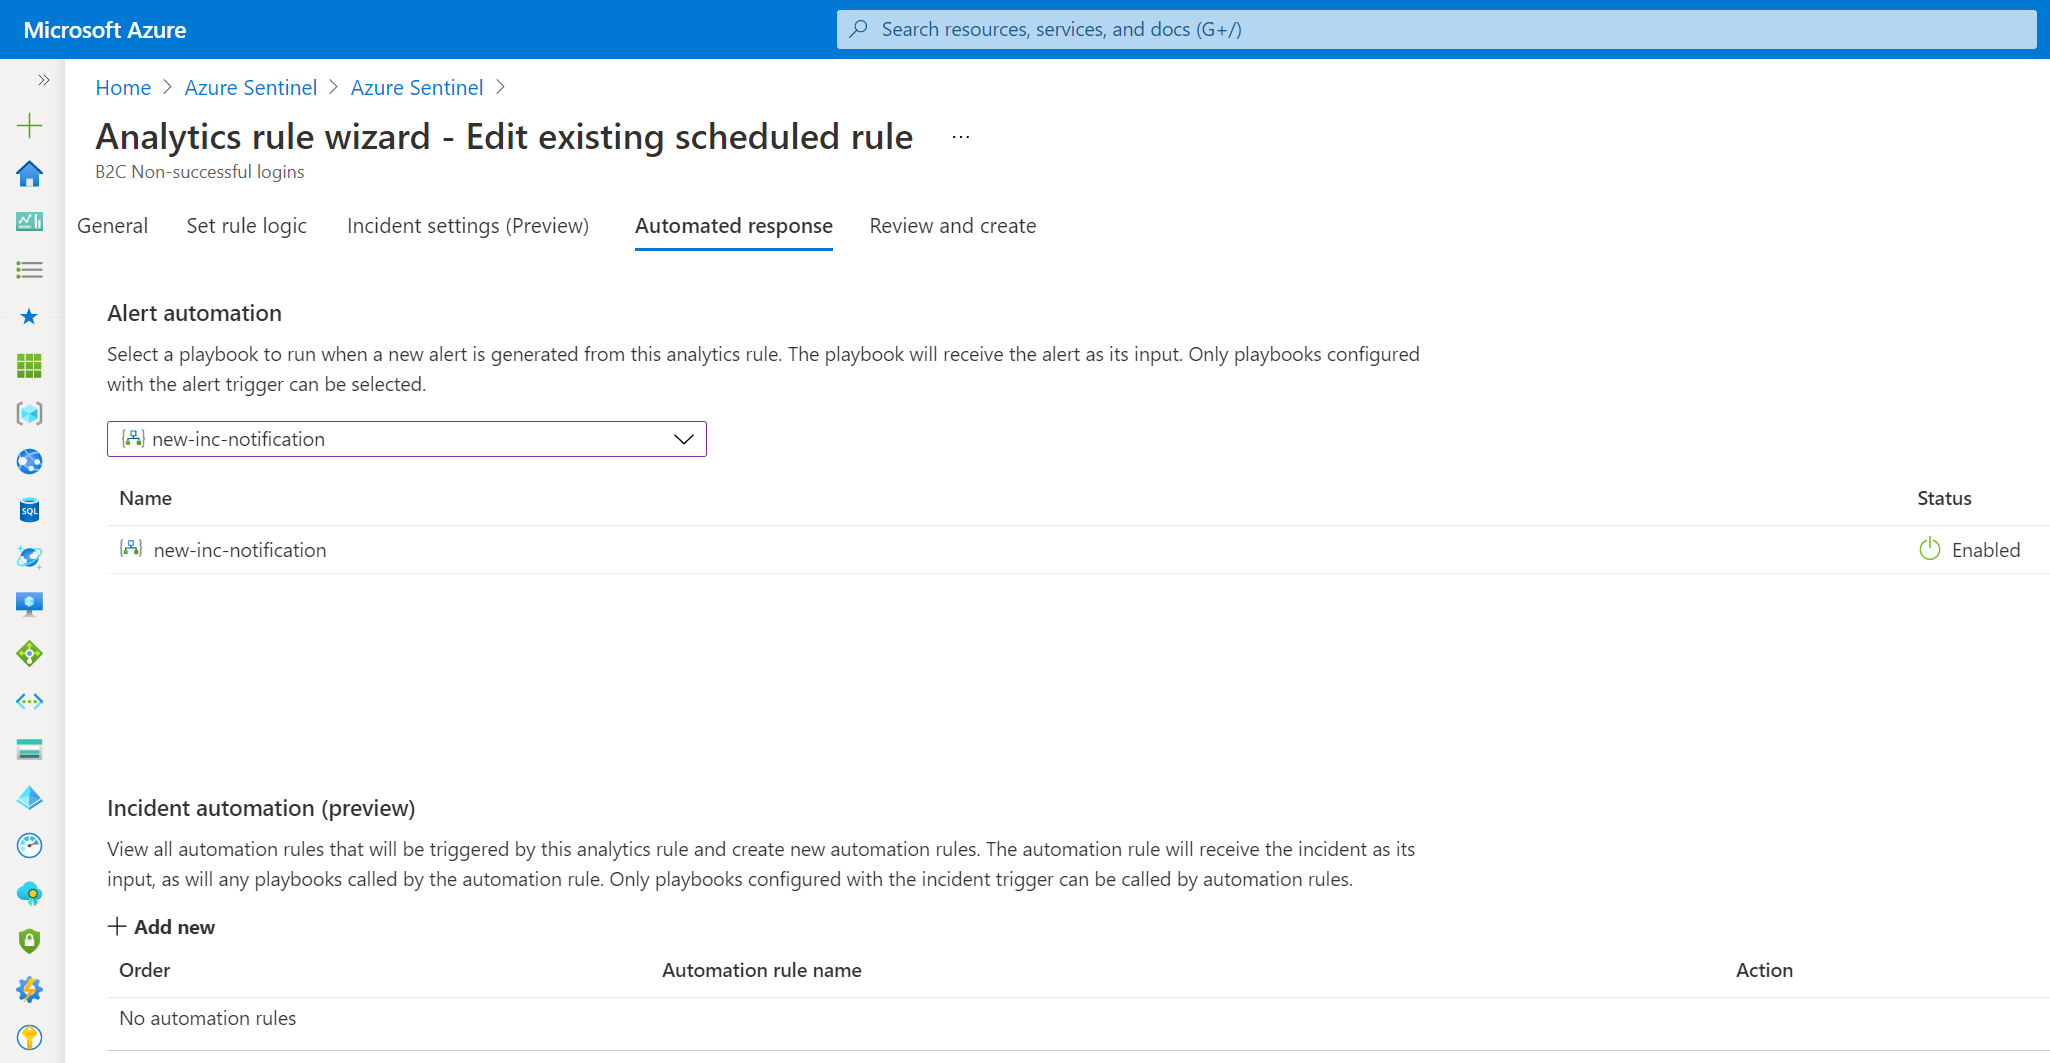 Microsoft Azure
Search resources, services, and docs (G+/)
Home > Azure Sentinel > Azure Sentinel >
Analytics rule wizard - Edit existing scheduled rule ...
B2C Non-successful logins
General Set rule logic Incident settings (Preview) Automated response Review and create
Alert automation
Select a playbook to run when a new alert is generated from this analytics rule. The playbook will receive the alert as its input. Only playbooks configured
with the alert trigger can be selected.
new-inc-notification
Name Status
new-inc-notification Enabled
Incident automation (preview)
View all automation rules that will be triggered by this analytics rule and create new automation rules. The automation rule will receive the incident as its
input, as will any playbooks called by the automation rule. Only playbooks configured with the incident trigger can be called by automation rules.
+ Add new
Order Automation rule name Action
No automation rules
SQL